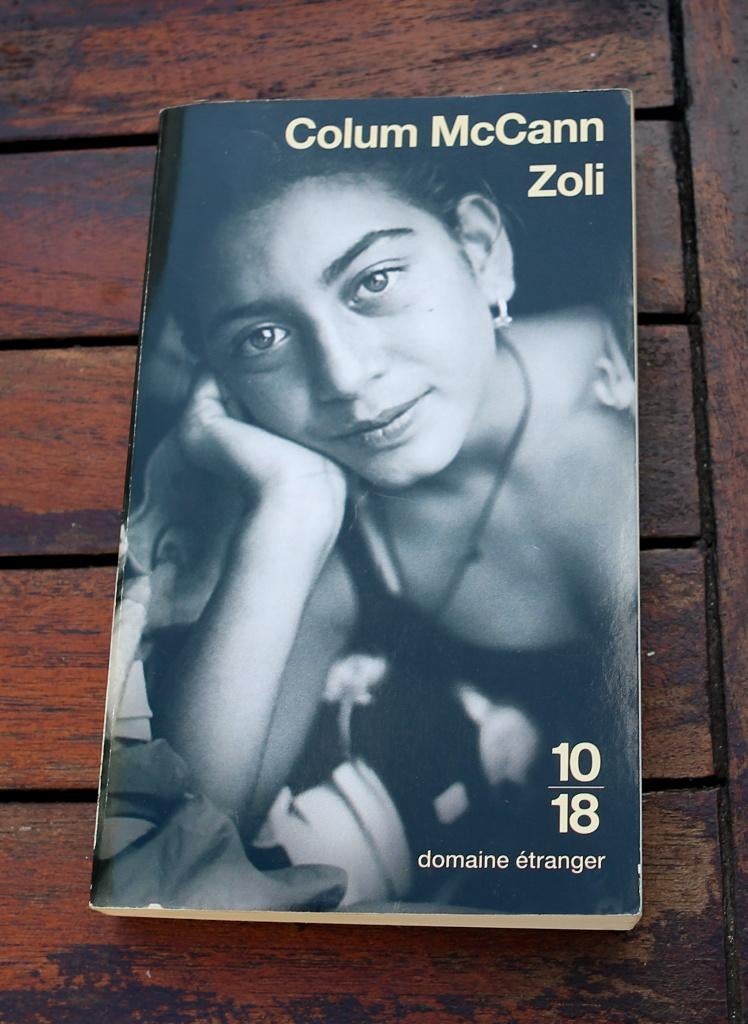 Colum McCann
Zoli
10
18
domaine étranger